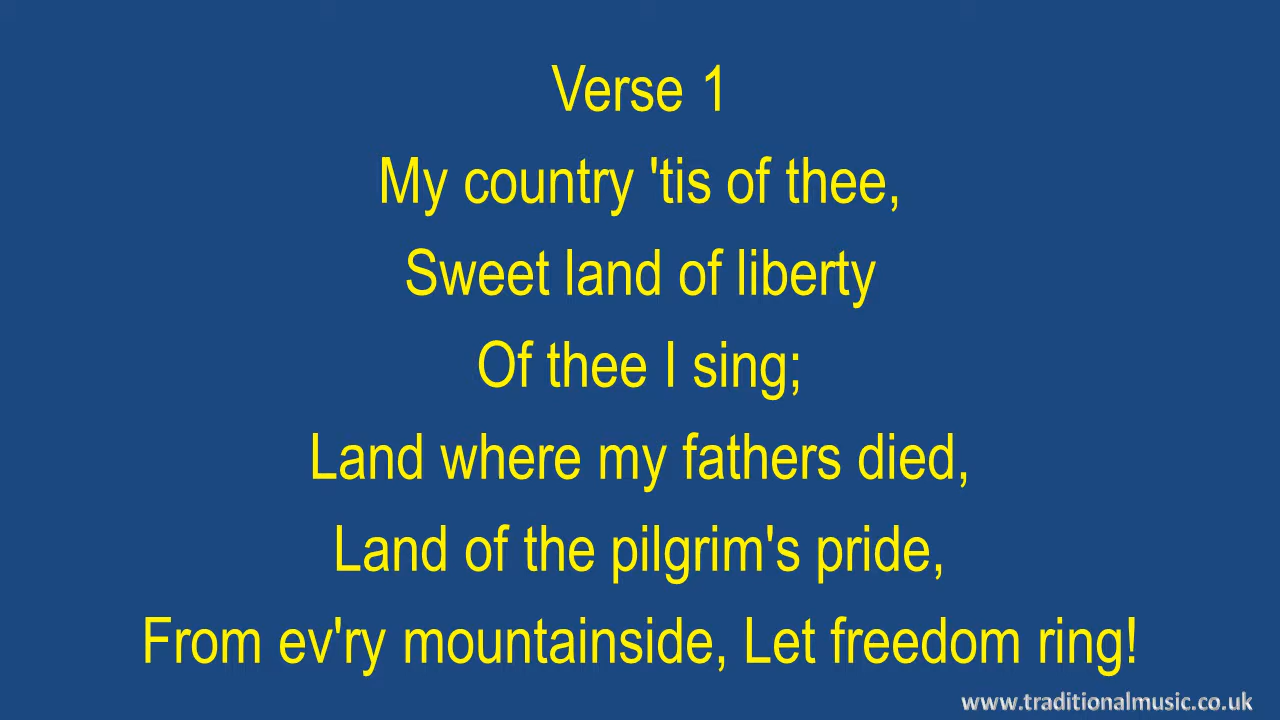 Verse 1
My country 'tis of thee,
Sweet land of liberty
Of thee I sing;
Land where my fathers died,
Land of the pilgrim's pride,
From ev'ry mountainside, Let freedom ring!
www.traditionalmusic.co.uk